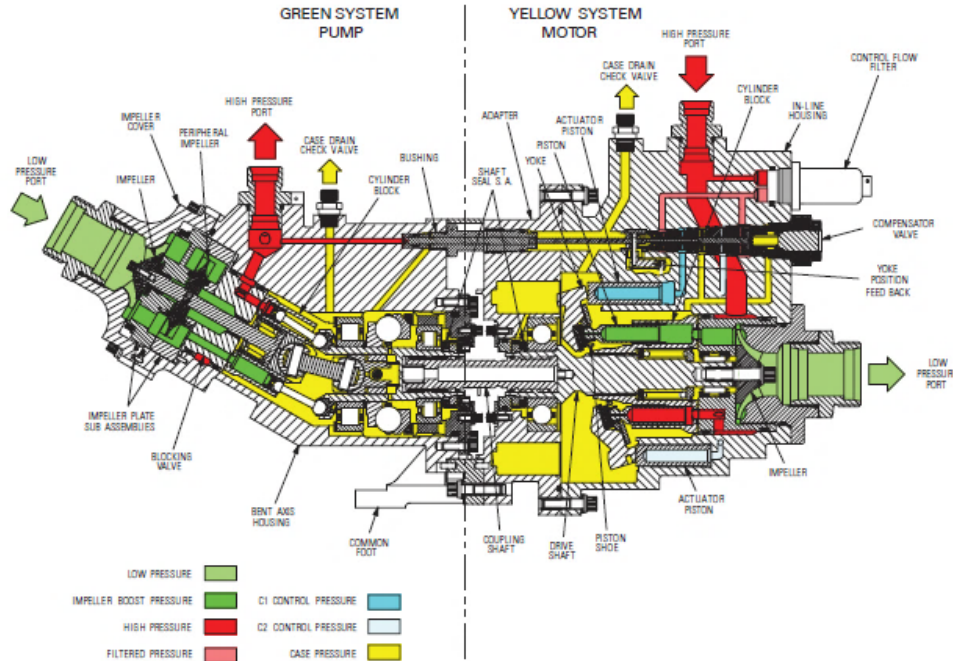 GREEN SYSTEM
PUMP
YELLOW SYSTEM
MOTOR
HIGH PRESSURE
PORT
CONTROL FLOW
FILTER
CASE DRAIN
CHECK VALVE
CYLINDER
BLOCK
IN-LINE
HOUSING
IMPELLER
COVER
HIGH PRESSURE
PORT
ACTUATOR
PISTON
ADAPTER
PISTON
YOKE
PERIPHERAL
IMPELLER
CASE DRAIN
CHECK VALVE
BUSHING
CYLINDER
BLOCK
SHAFT
SEAL S. A.
LOW
PRESSURE
PORT
IMPELLER
COMPENSATOR
VALVE
YOKE
POSITION
FEED BACK
LOW
PRESSURE
PORT
IMPELLER PLATE
SUB ASSEMBLIES
BLOCKING
VALVE
BENT AXIS
HOUSING
COMMON
FOOT
COUPLING
SHAFT
DRIVE
SHAFT
PISTON
SHOE
ACTUATOR
PISTON
IMPELLER
LOW PRESSURE
IMPELLER BOOST PRESSURE
HIGH PRESSURE
FILTERED PRESSURE
C1 CONTROL PRESSURE
C2 CONTROL PRESSURE
CASE PRESSURE